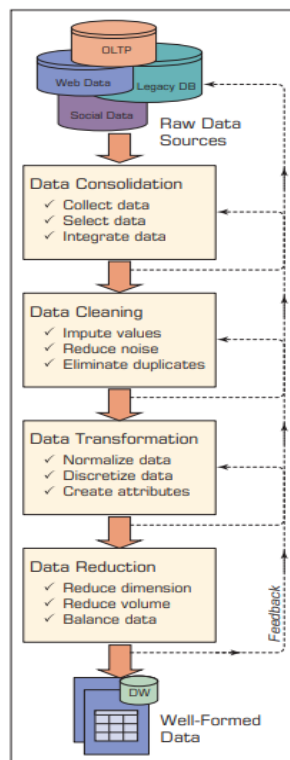 OLTP
Web Data
Legacy DB
Social Data
Raw Data
Sources
Data Consolidation
✓ Collect data
✓ Select data
✓ Integrate data
Data Cleaning
✓ Impute values
✓ Reduce noise
✓ Eliminate duplicates
Data Transformation
✓ Normalize data
✓ Discretize data
✓ Create attributes
Data Reduction
✓ Reduce dimension
✓ Reduce volume
✓ Balance data
Feedback
DW
Well-Formed
Data